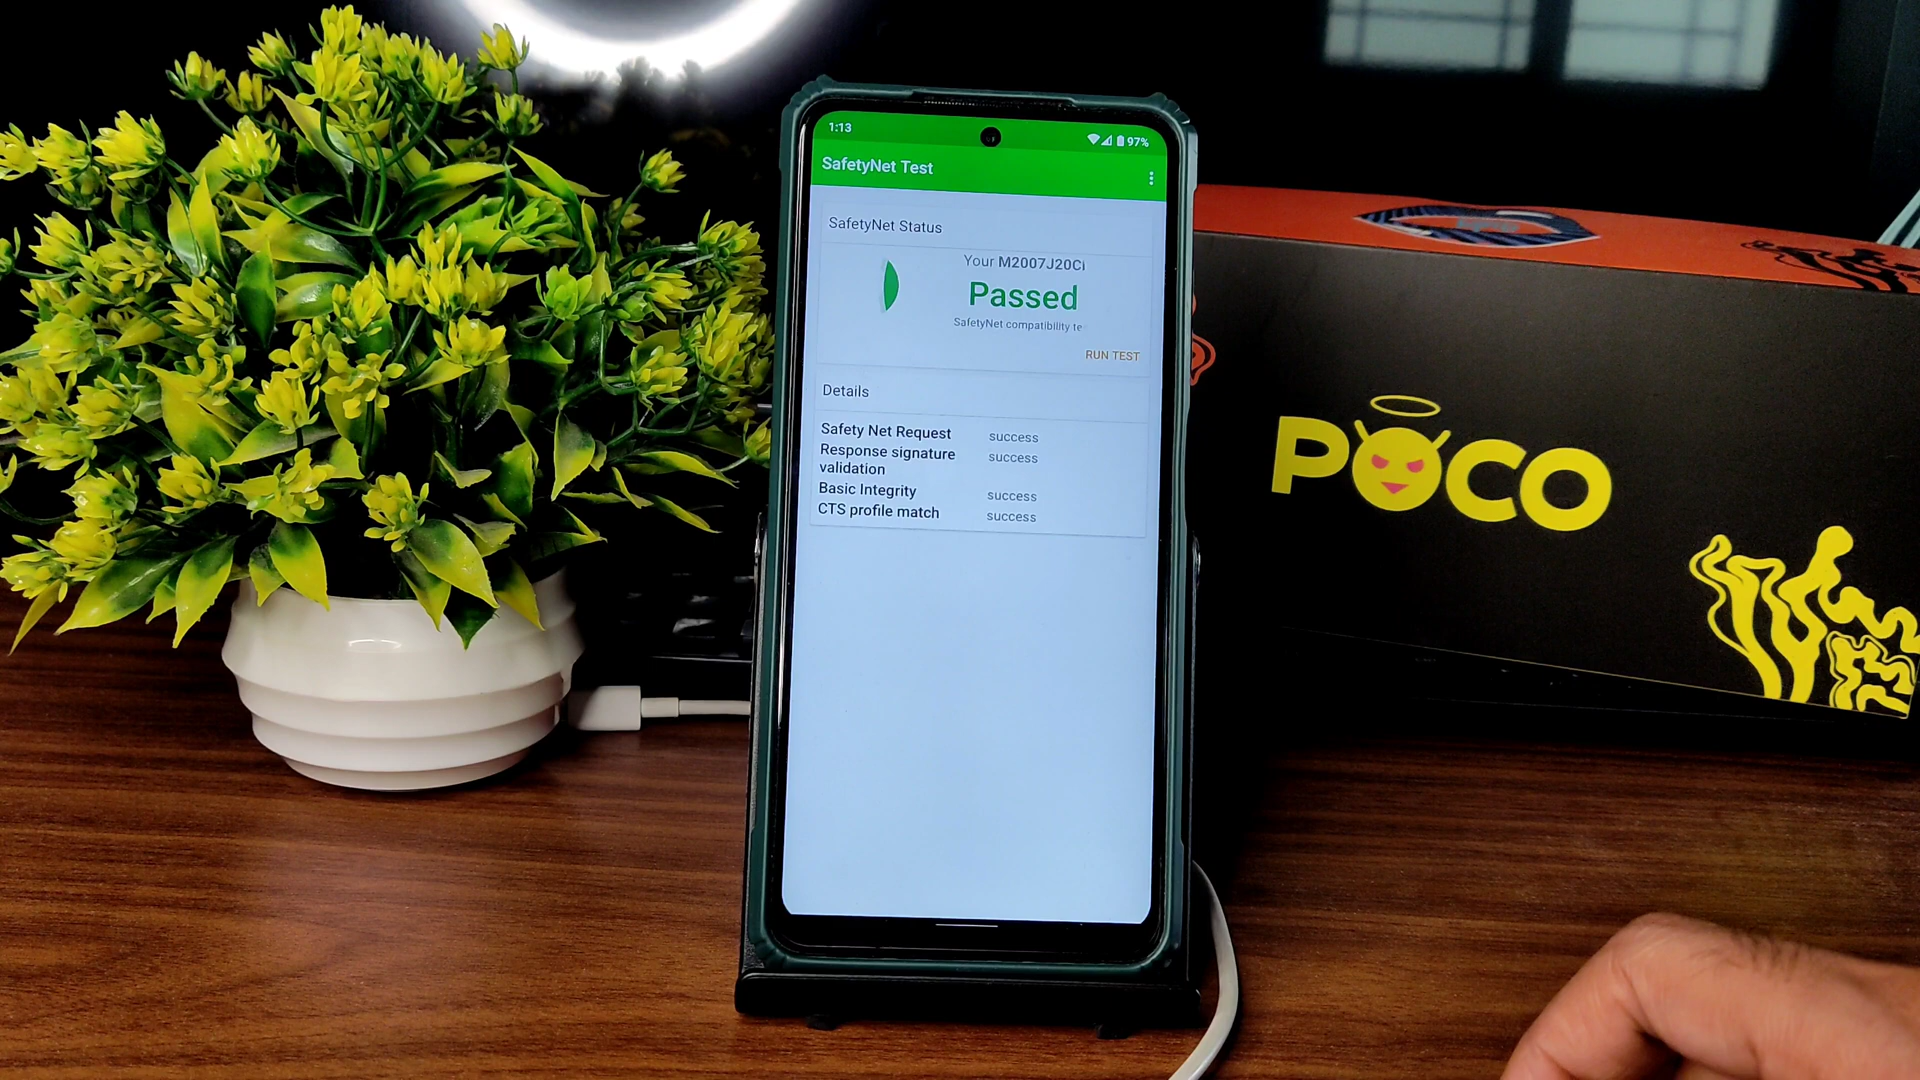 1:13
97%
SafetyNet Test
SafetyNet Status
Your M2007J20Ci
Passed
SafetyNet compatibility te
RUN TEST
Details
Safety Net Request success
Response signature validation success
Basic Integrity success
CTS profile match success
POCO